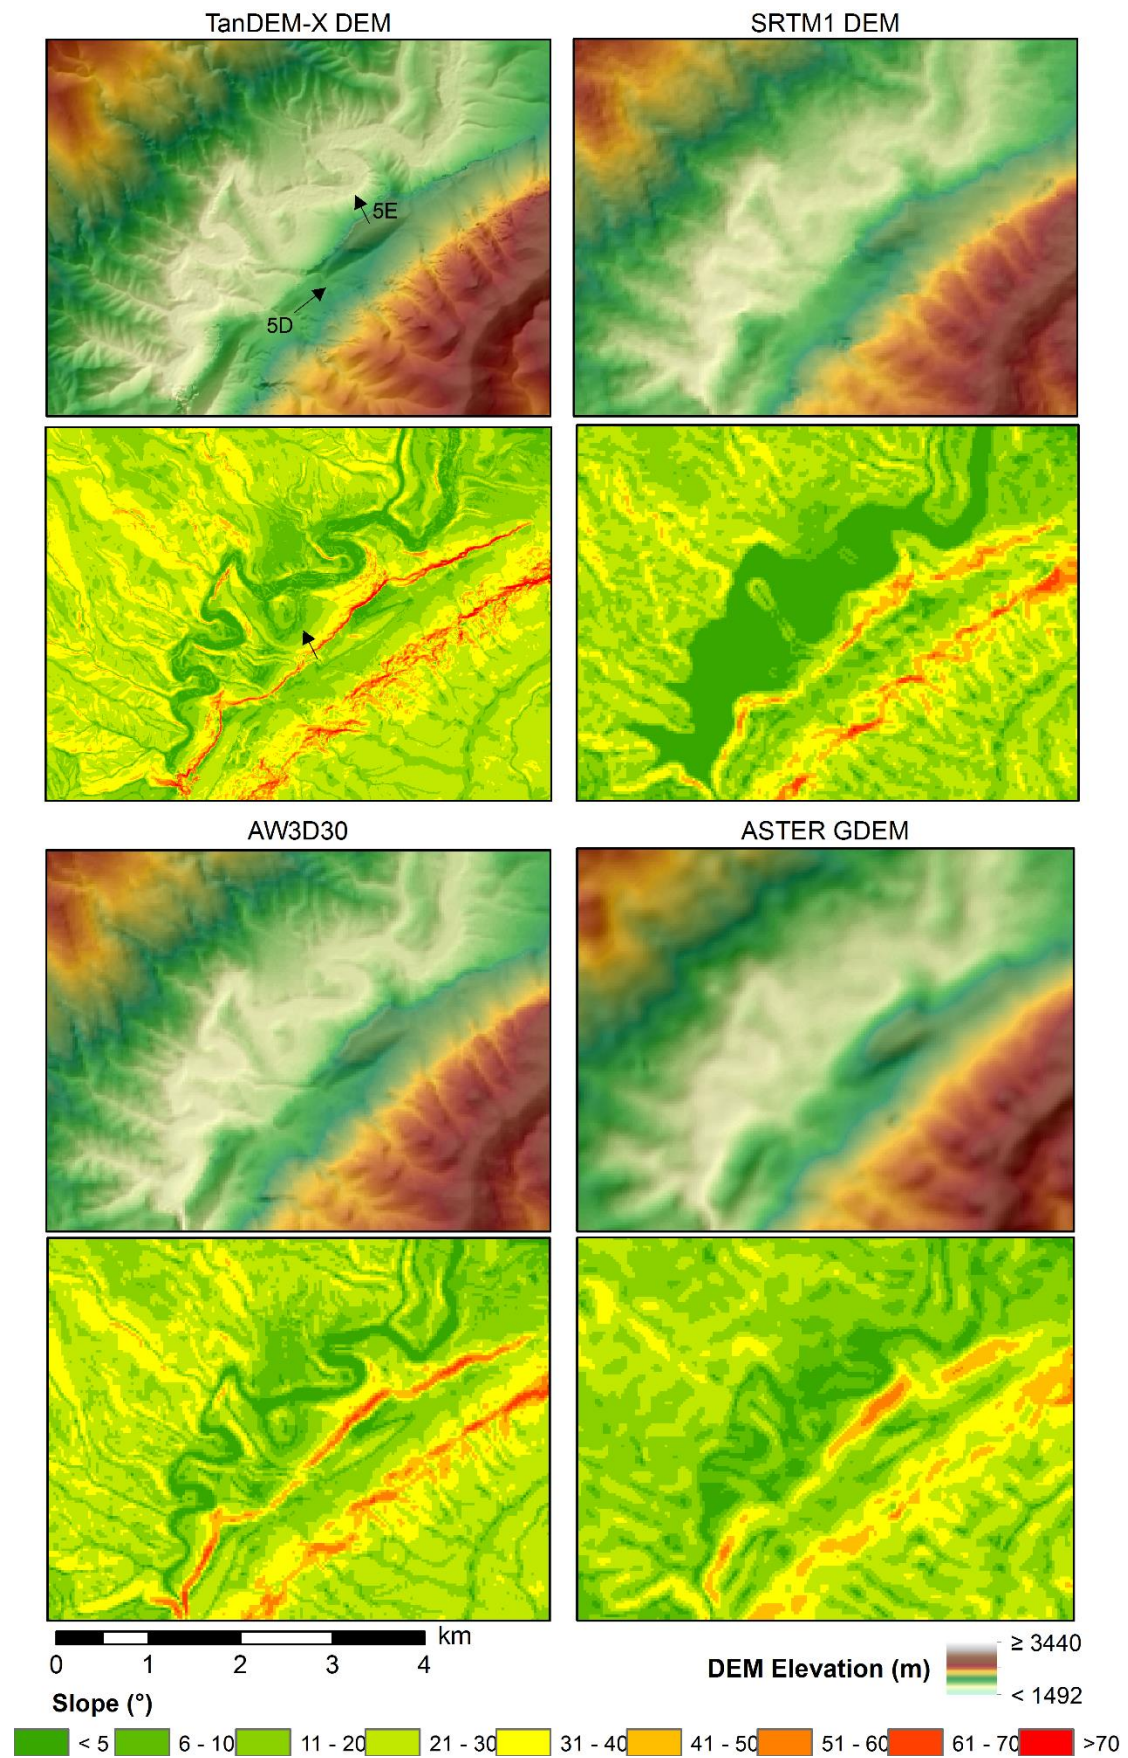 TanDEM-X DEM SRTM1 DEM
5E
5D
AW3D30 ASTER GDEM
km
0 1 2 3 4
DEM Elevation (m)
≥ 3440
< 1492
Slope (°)
< 5 6 - 10 11 - 20 21 - 30 31 - 40 41 - 50 51 - 60 61 - 70 >70